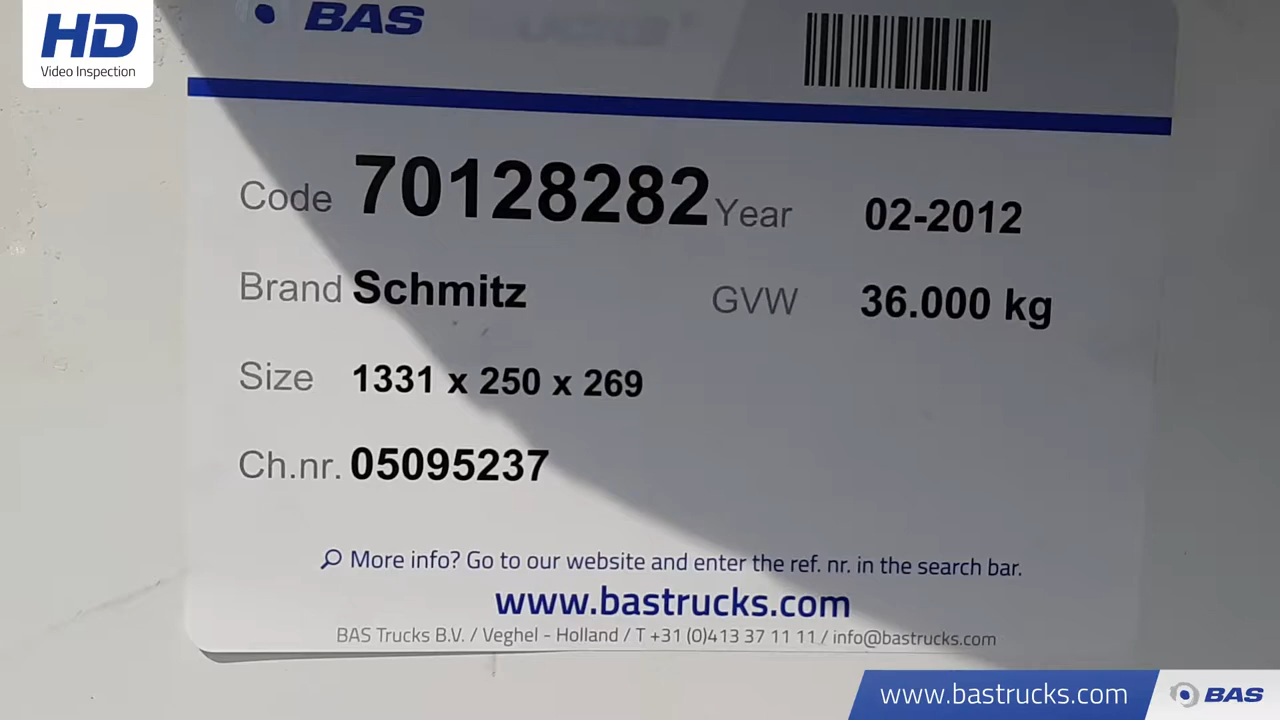 HD
Video Inspection
BAS
Code 70128282 Year 02-2012
Brand Schmitz GVW 36.000 kg
Size 1331 x 250 x 269
Ch.nr. 05095237
More info? Go to our website and enter the ref. nr. in the search bar.
www.bastrucks.com
BAS Trucks B.V. / Veghel - Holland / T +31 (0)413 37 11 11 / info@bastrucks.com
www.bastrucks.com BAS